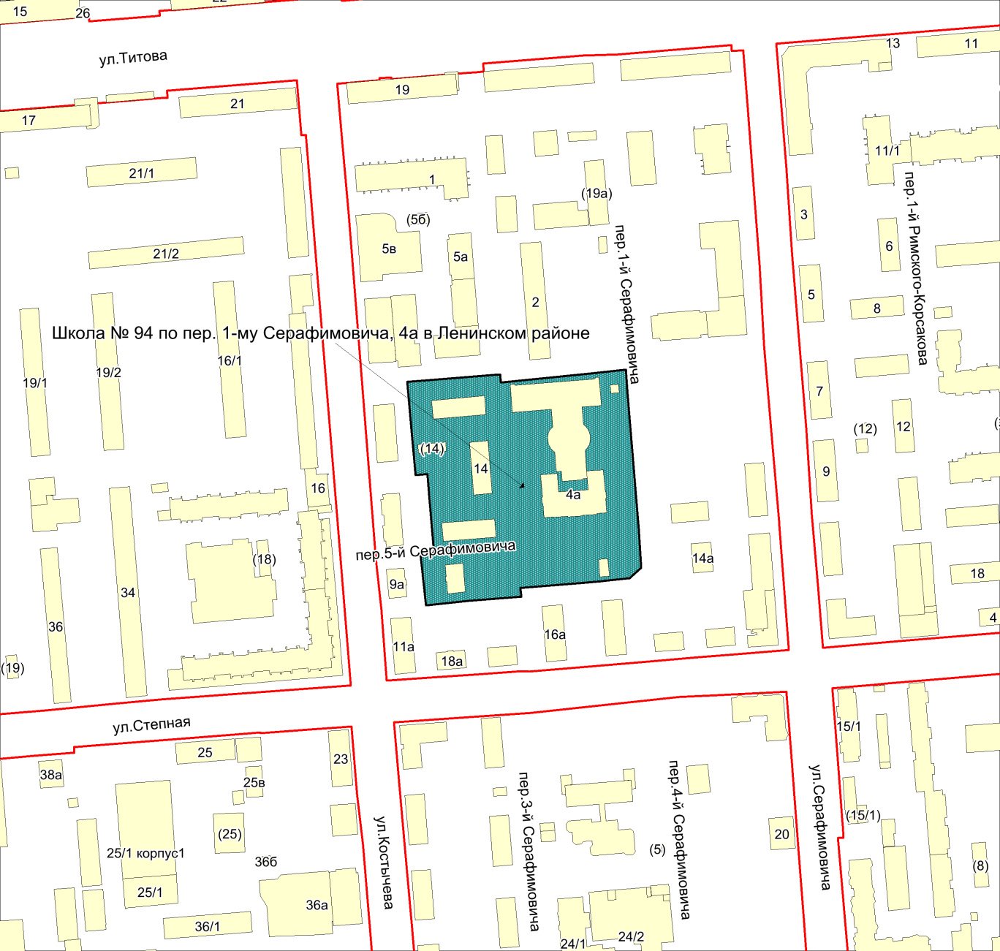 15
26
22
ул.Титова
13
11
19
21
17
11/1
21/1
1
(19а)
пер.1-й Римского-Корсакова
3
(5б)
пер.1-й Серафимовича
6
5в
5а
21/2
5
2
8
Школа № 94 по пер. 1-му Серафимовича, 4а в Ленинском районе
16/1
19/2
19/1
7
12
(12)
(14)
14
9
16
4а
пер.5-й Серафимовича
(18)
14а
18
9а
34
4
36
16а
11а
18а
(19)
ул.Степная
15/1
25
23
38а
25в
пер.3-й Серафимовича
пер.4-й Серафимовича
ул.Серафимовича
(15/1)
ул.Костычева
(25)
20
(5)
25/1 корпус1
36б
(8)
25/1
36а
36/1
24/2
24/1